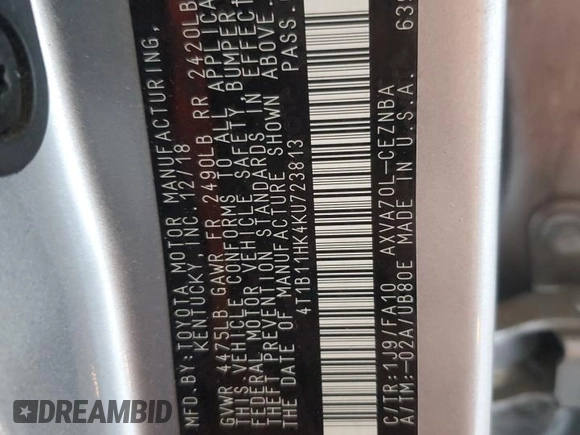 MFD.BY:TOYOTA MOTOR MANUFACTURING,
KENTUCKY, INC. 12/18
GVWR 4475LB GAWR FR 2490LB RR 2420LB
THIS VEHICLE CONFORMS TO ALL APPLICA
FEDERAL MOTOR VEHICLE SAFETY, BUMPER
THEFT PREVENTION STANDARDS IN EFFECT
THE DATE OF MANUFACTURE SHOWN ABOVE.
4T1B11HK4KU723813 PASS.
C/TR:1J9/FA10 AXVA70L-CEZNBA
A/TM:-02A/UB80E MADE IN U.S.A. 63
DREAMBID